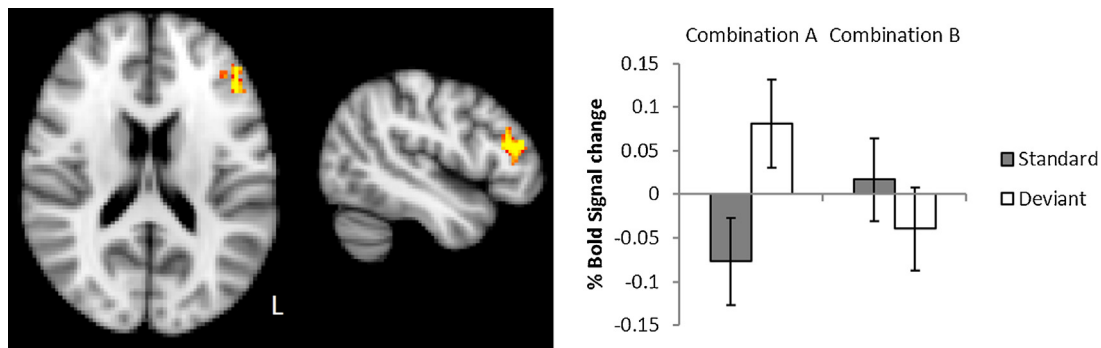 L
Combination A Combination B
% Bold Signal change
0.15
0.1
0.05
0
-0.05
-0.1
-0.15
Standard
Deviant